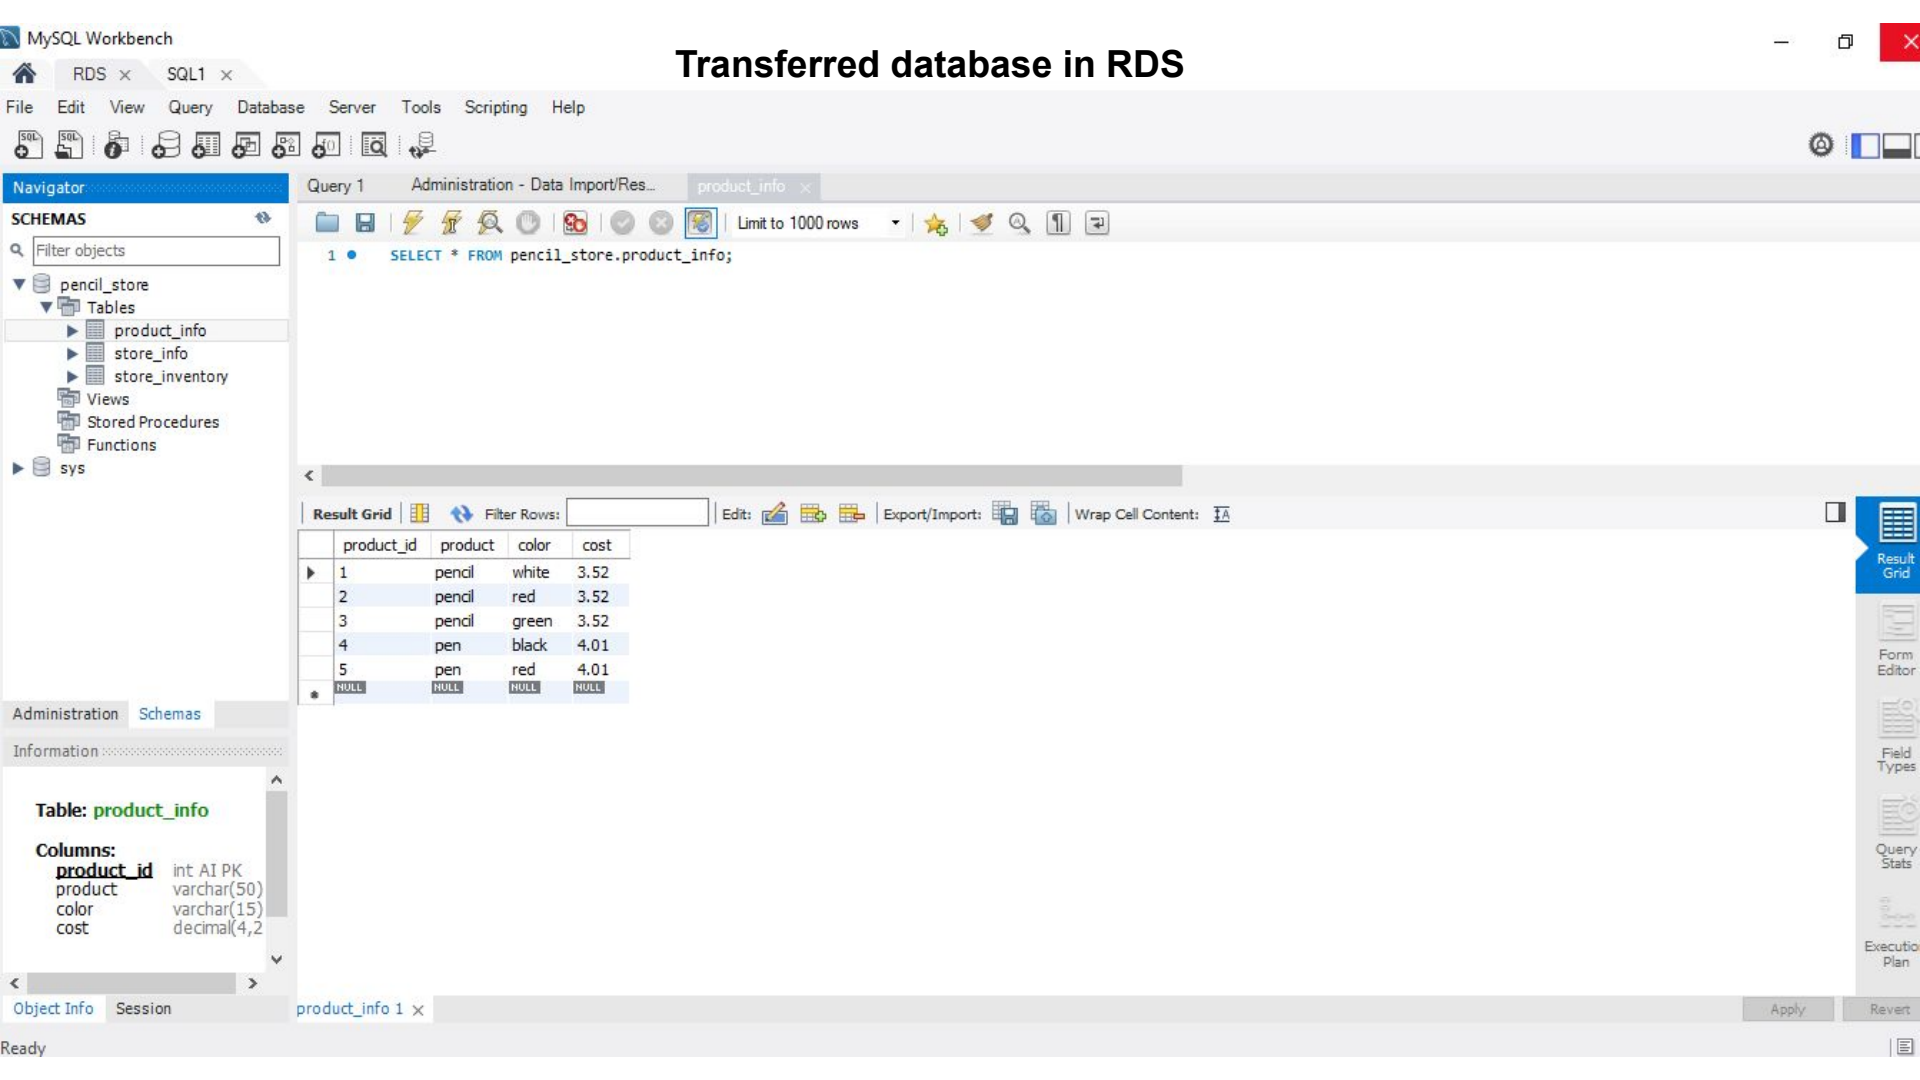 MySQL Workbench
Transferred database in RDS
RDS × SQL1 ×
File Edit View Query Database Server Tools Scripting Help
Navigator
SCHEMAS
Filter objects
pencil_store
Tables
product_info
store_info
store_inventory
Views
Stored Procedures
Functions
sys
Administration Schemas
Information
Table: product_info
Columns:
product_id int AI PK
product varchar(50)
color varchar(15)
cost decimal(4,2
Object Info Session
Query 1 Administration - Data Import/Res... product_info ×
Limit to 1000 rows
1 SELECT * FROM pencil_store.product_info;
Result Grid Filter Rows: Edit: Export/Import: Wrap Cell Content:
product_id product color cost
1 pencil white 3.52
2 pencil red 3.52
3 pencil green 3.52
4 pen black 4.01
5 pen red 4.01
NULL NULL NULL NULL
Result
Grid
Form
Editor
Field
Types
Query
Stats
Executio
Plan
product_info 1 ×
Apply Revert
Ready